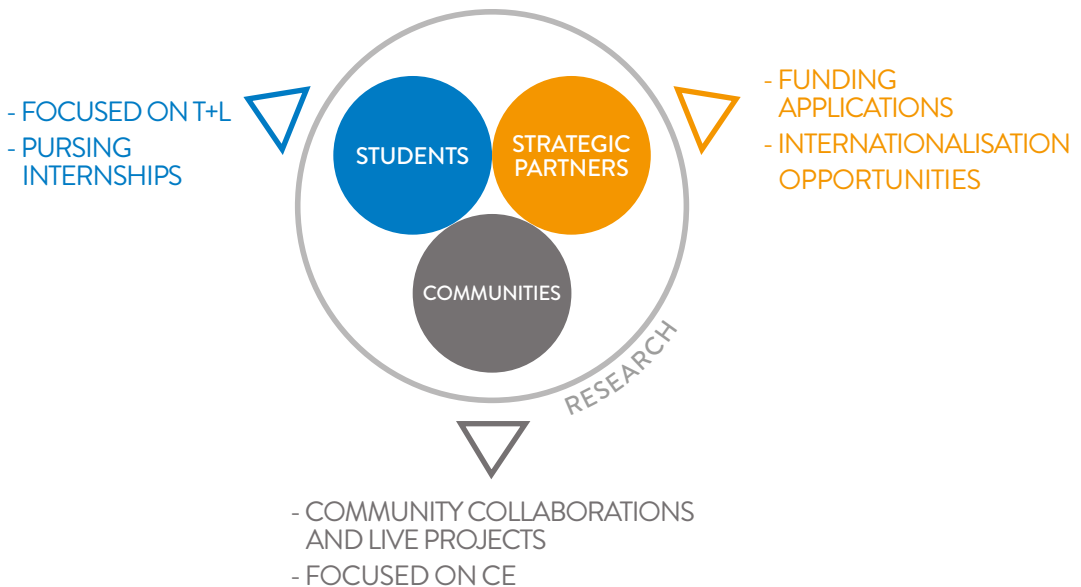 - FOCUSED ON T+L
- PURSING
INTERNSHIPS
STUDENTS
STRATEGIC
PARTNERS
COMMUNITIES
- FUNDING
APPLICATIONS
- INTERNATIONALISATION
OPPORTUNITIES
RESEARCH
- COMMUNITY COLLABORATIONS
AND LIVE PROJECTS
- FOCUSED ON CE